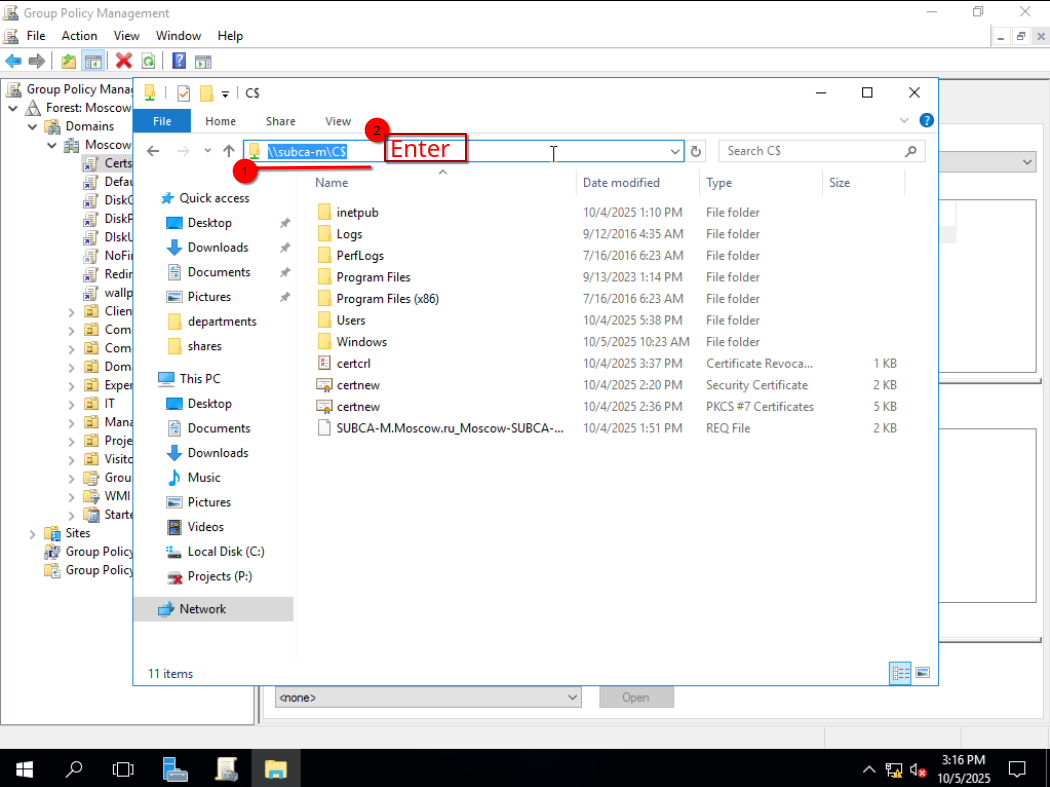 Group Policy Management
File Action View Window Help
Group Policy Mana
Forest: Moscow
Domains
Moscow
Certs
Defau
DiskC
DiskP
DIskU
NoFi
Redir
wallp
Clien
Com
Com
Dom
Exper
IT
Mana
Proje
Visito
Grou
WMI
Starte
Sites
Group Policy
Group Policy
C$
File Home Share View
2
Enter
\\subca-m\C$
Search C$
1
Quick access
Desktop
Downloads
Documents
Pictures
departments
shares
This PC
Desktop
Documents
Downloads
Music
Pictures
Videos
Local Disk (C:)
Projects (P:)
Network
Name Date modified Type Size
inetpub 10/4/2025 1:10 PM File folder
Logs 9/12/2016 4:35 AM File folder
PerfLogs 7/16/2016 6:23 AM File folder
Program Files 9/13/2023 1:14 PM File folder
Program Files (x86) 7/16/2016 6:23 AM File folder
Users 10/4/2025 5:38 PM File folder
Windows 10/5/2025 10:23 AM File folder
certcrl 10/4/2025 3:37 PM Certificate Revoca... 1 KB
certnew 10/4/2025 2:20 PM Security Certificate 2 KB
certnew 10/4/2025 2:36 PM PKCS #7 Certificates 5 KB
SUBCA-M.Moscow.ru_Moscow-SUBCA-... 10/4/2025 1:51 PM REQ File 2 KB
11 items
<none> Open
3:16 PM
10/5/2025